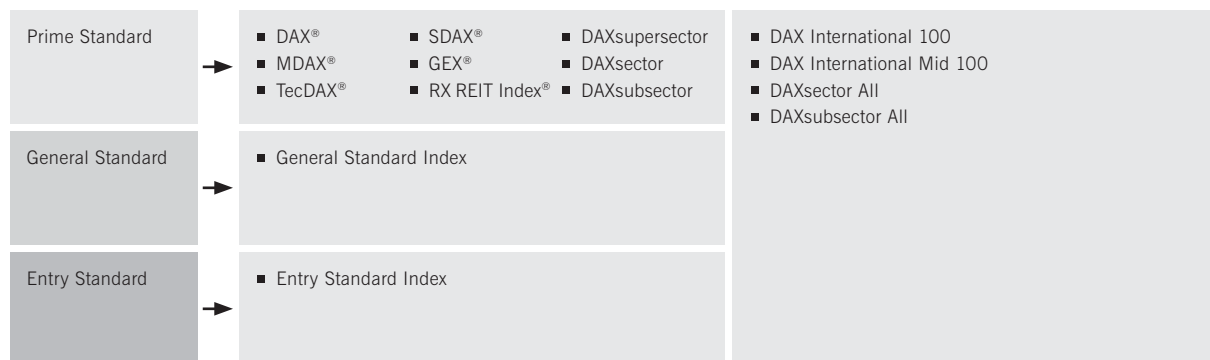 Prime Standard
■ DAX®
■ MDAX®
■ TecDAX®
■ SDAX®
■ GEX®
■ RX REIT Index®
■ DAXsupersector
■ DAXsector
■ DAXsubsector
■ DAX International 100
■ DAX International Mid 100
■ DAXsector All
■ DAXsubsector All
General Standard
■ General Standard Index
Entry Standard
■ Entry Standard Index